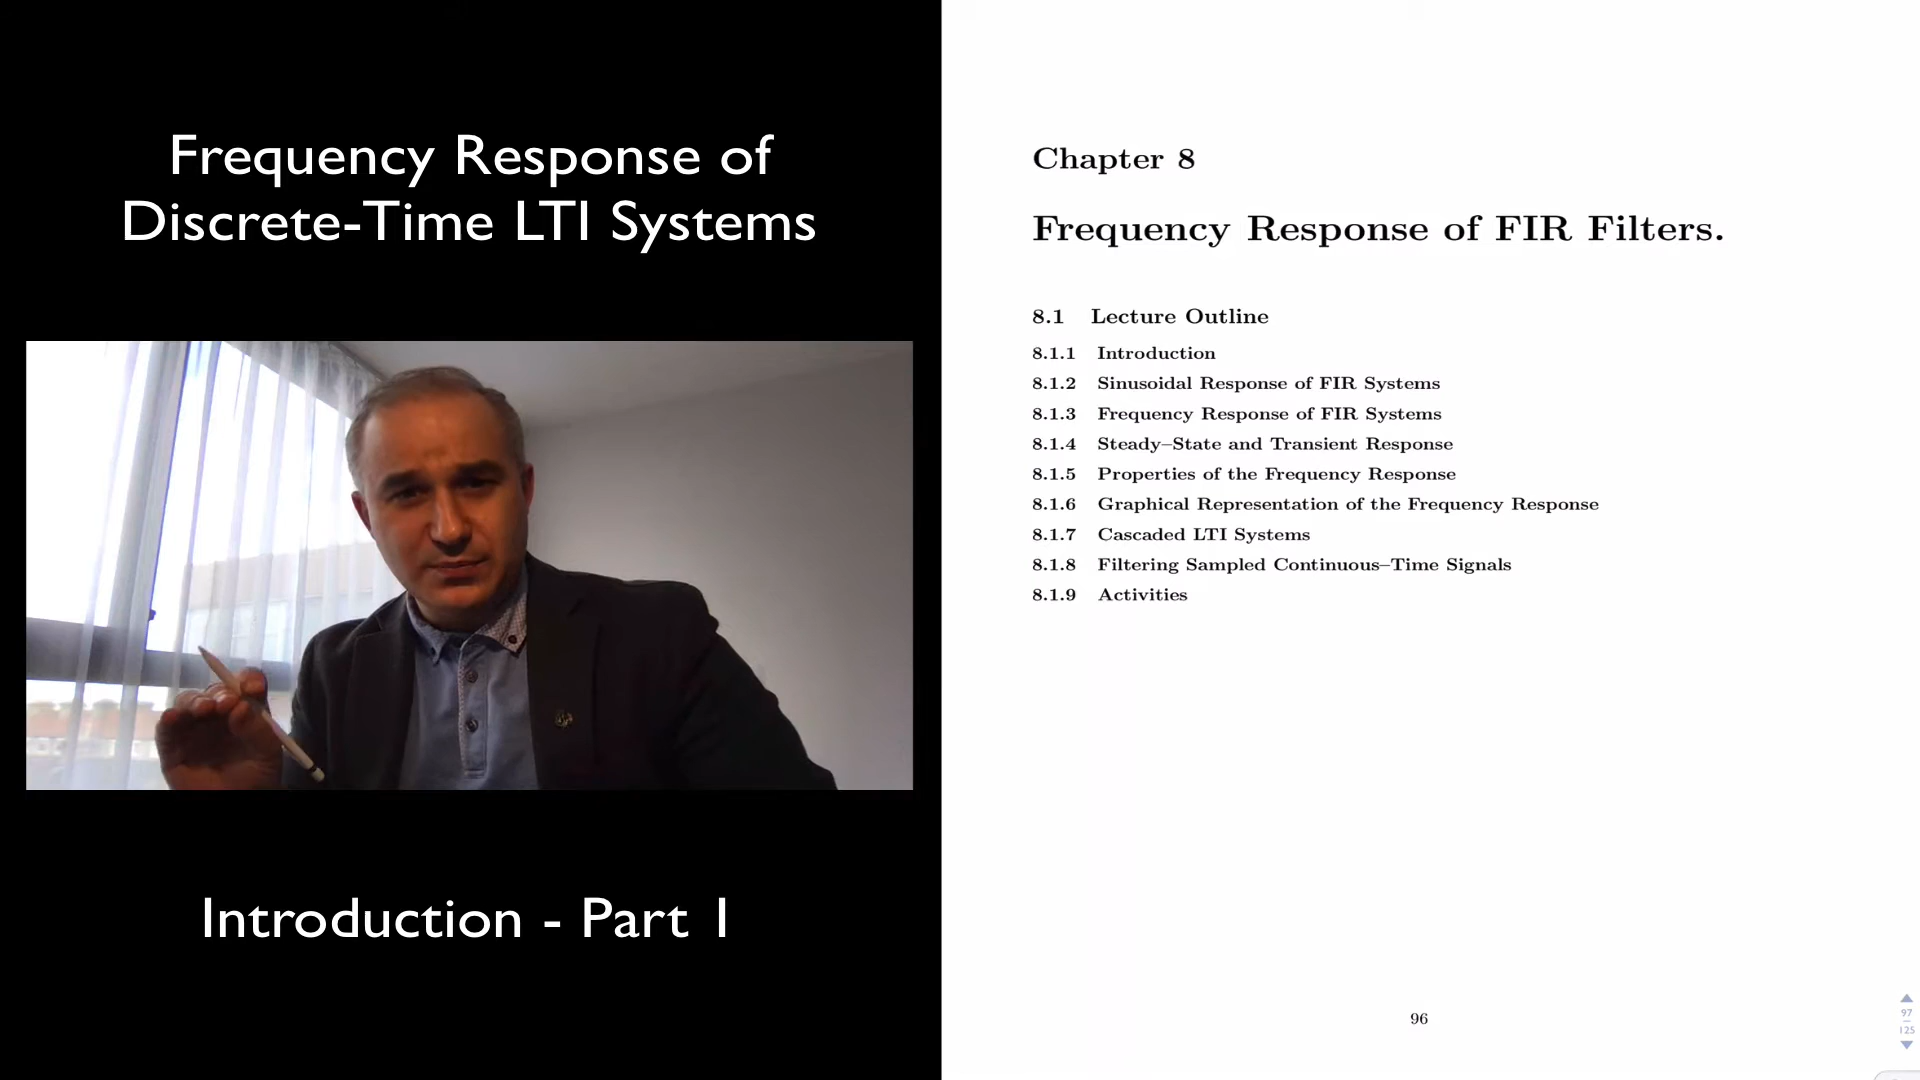 Frequency Response of
Discrete-Time LTI Systems
Introduction - Part 1
Chapter 8
Frequency Response of FIR Filters.
8.1 Lecture Outline
8.1.1 Introduction
8.1.2 Sinusoidal Response of FIR Systems
8.1.3 Frequency Response of FIR Systems
8.1.4 Steady–State and Transient Response
8.1.5 Properties of the Frequency Response
8.1.6 Graphical Representation of the Frequency Response
8.1.7 Cascaded LTI Systems
8.1.8 Filtering Sampled Continuous–Time Signals
8.1.9 Activities
96
97
125